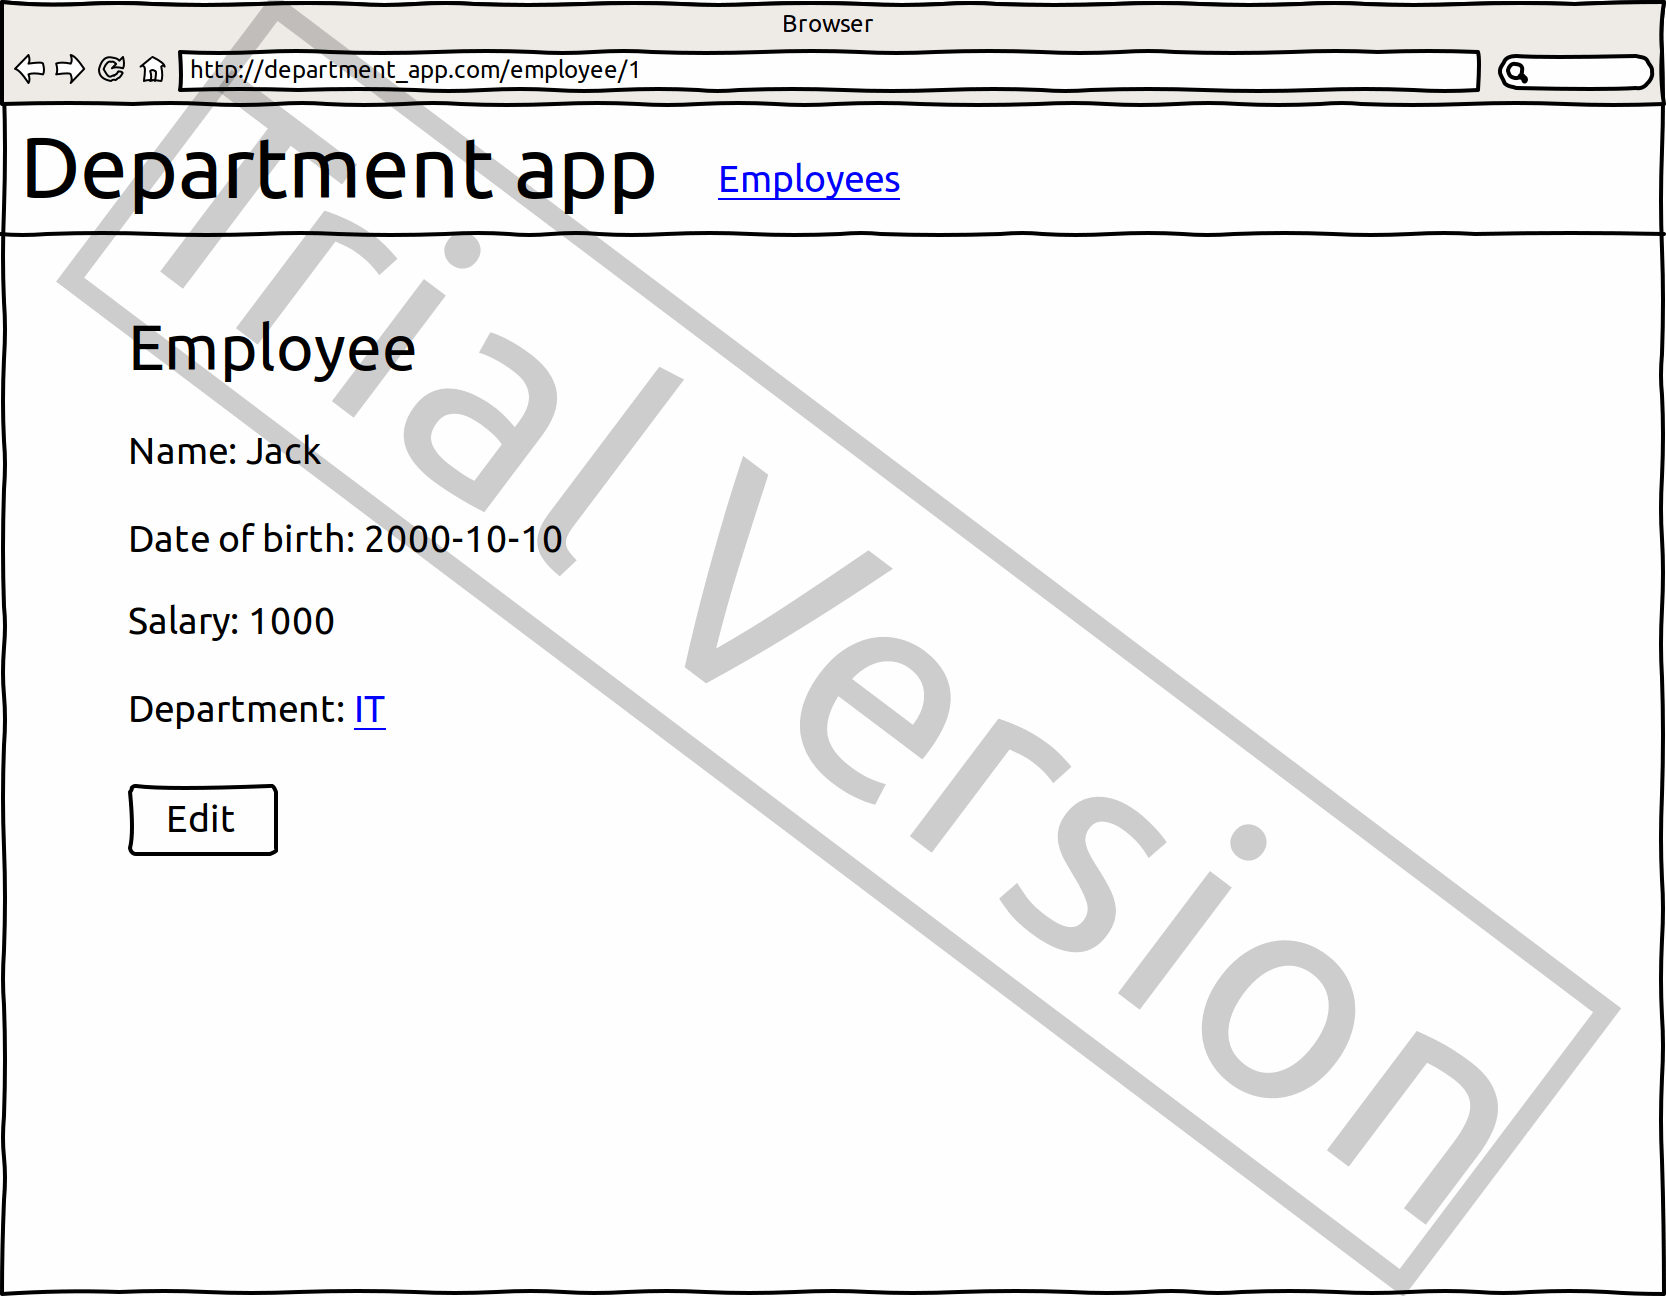 Browser
http://department_app.com/employee/1
Department app
Employees
Employee
Name: Jack
Date of birth: 2000-10-10
Salary: 1000
Department: IT
Edit
Trial Version